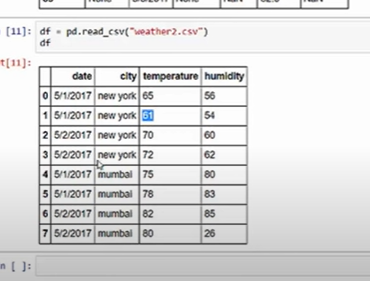 [11]: df = pd.read_csv("weather2.csv")
df
t[11]:
date city temperature humidity
0 5/1/2017 new york 65 56
1 5/1/2017 new york 61 54
2 5/2/2017 new york 70 60
3 5/2/2017 new york 72 62
4 5/1/2017 mumbai 75 80
5 5/1/2017 mumbai 78 83
6 5/2/2017 mumbai 82 85
7 5/2/2017 mumbai 80 26
n [ ]: